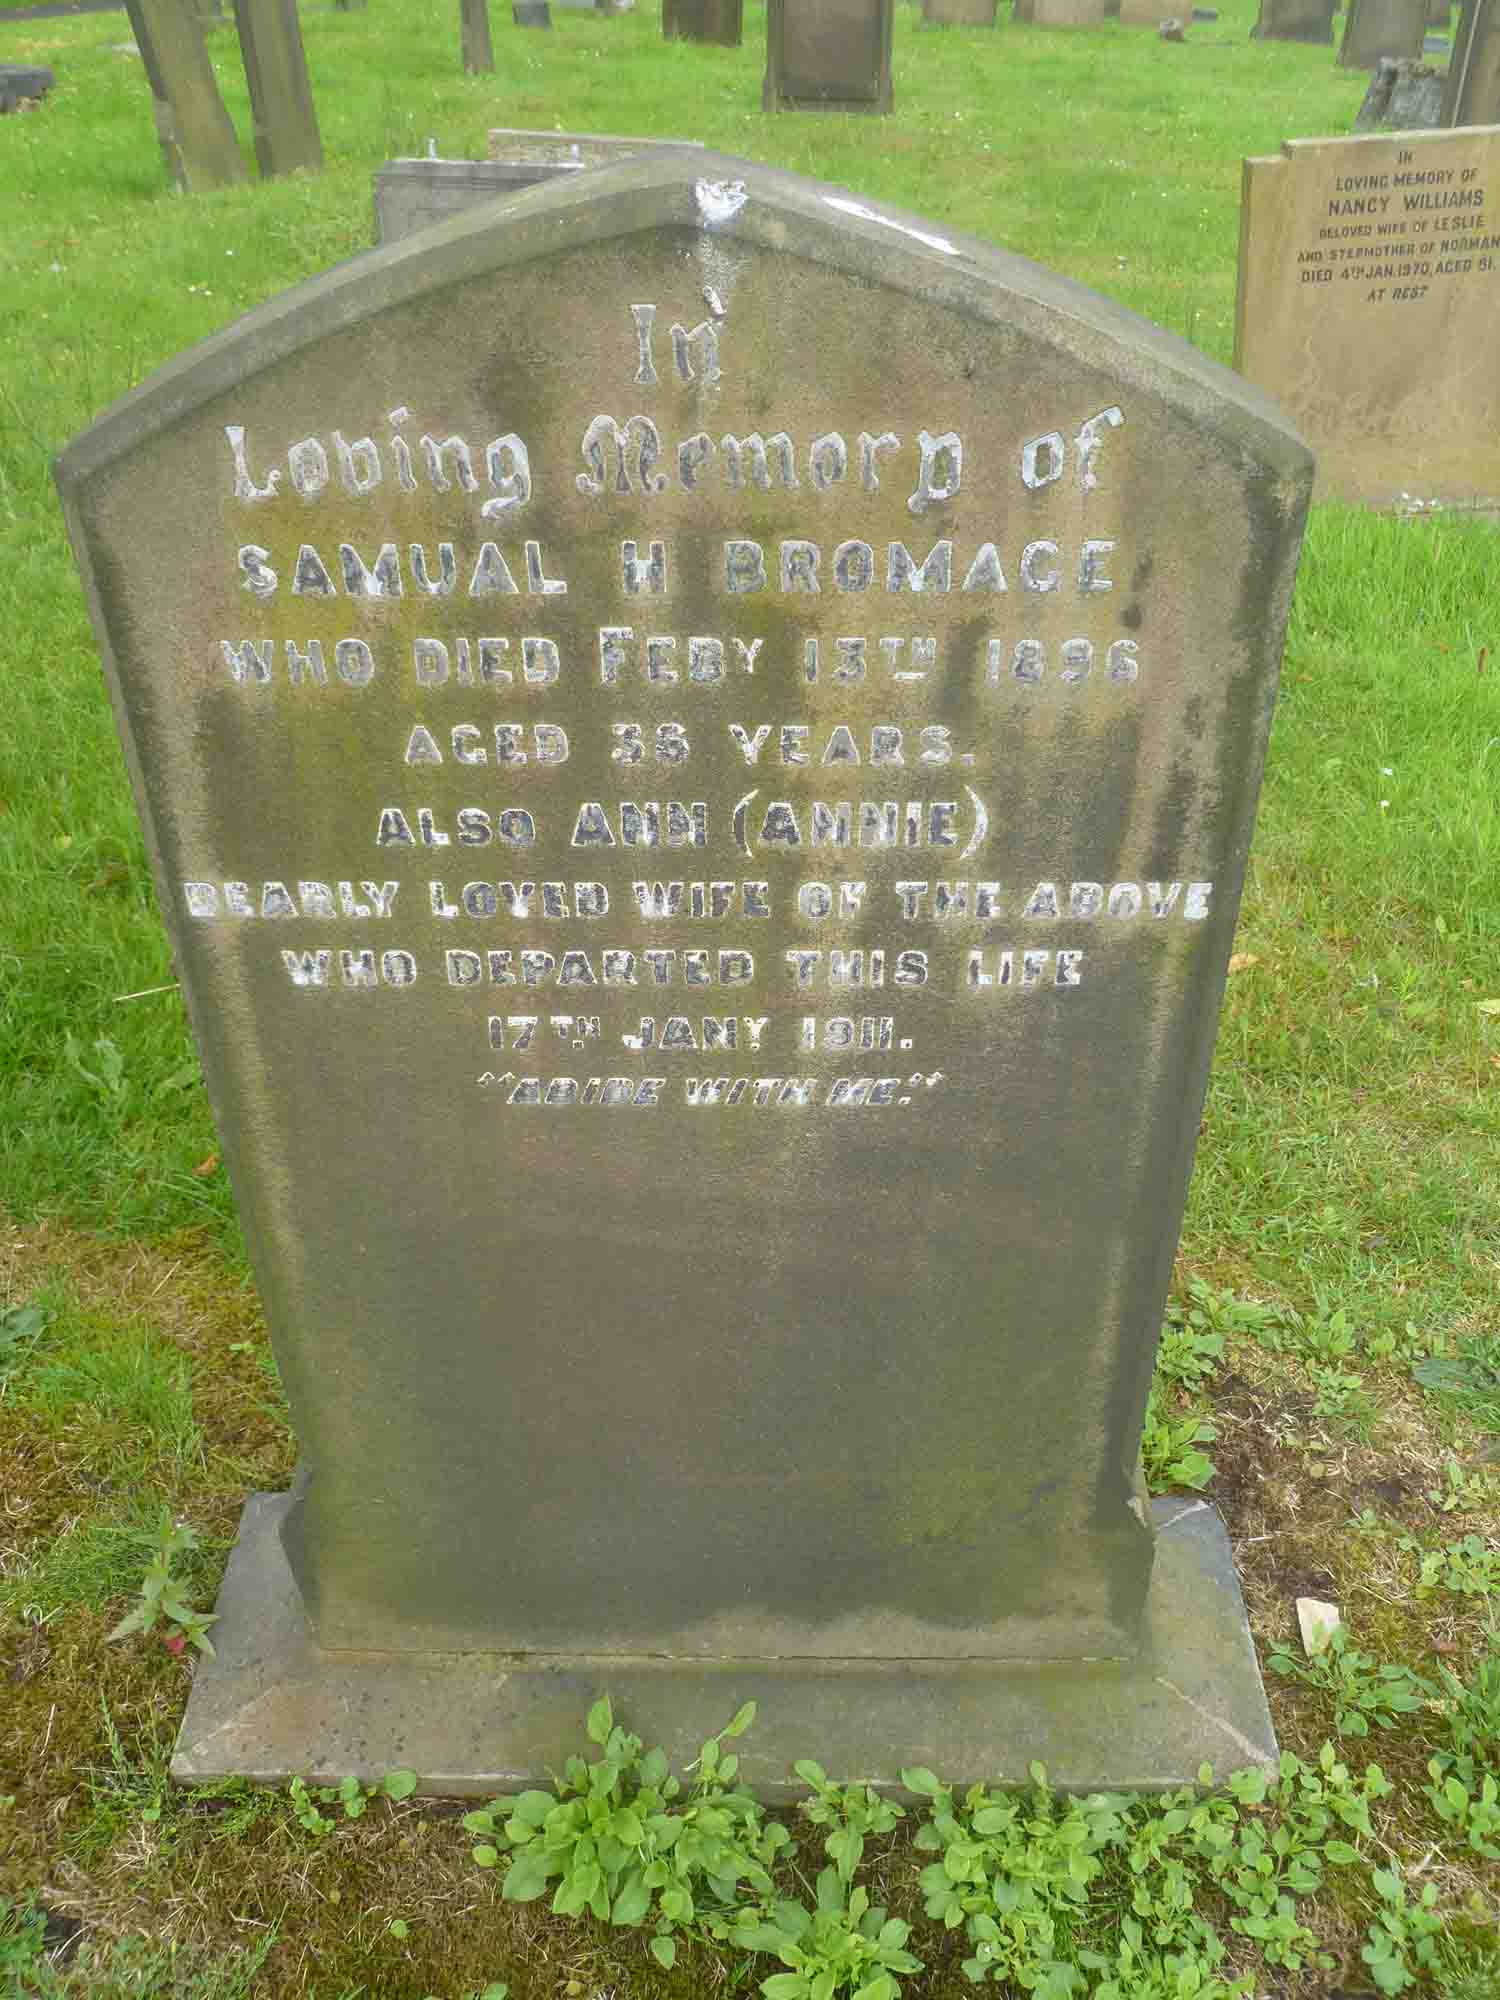 In
Loving Memory of
SAMUAL H BROMAGE
WHO DIED FEBY 13TH 1896
AGED 36 YEARS.
ALSO ANN (ANNIE)
DEARLY LOVED WIFE OF THE ABOVE
WHO DEPARTED THIS LIFE
17TH JANY 1911.
"ABIDE WITH ME."
IN
LOVING MEMORY OF
NANCY WILLIAMS
BELOVED WIFE OF LESLIE
AND STEPMOTHER OF NORMAN
DIED 4TH JAN. 1970, AGED 61.
AT REST